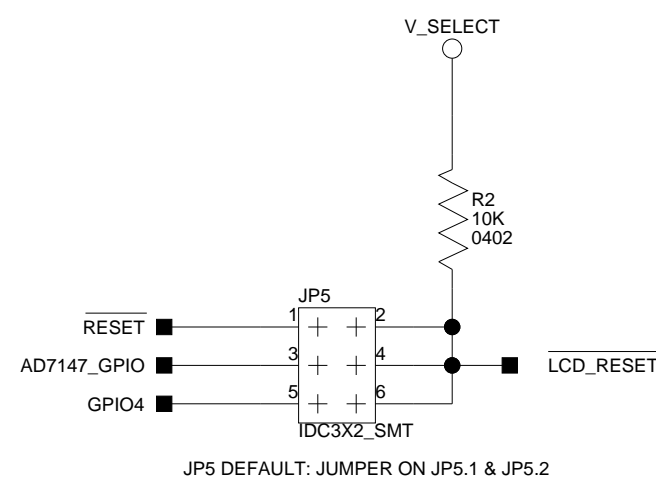 V_SELECT
R2
10K
0402
JP5
1 2
RESET
3 4
AD7147_GPIO
LCD_RESET
5 6
GPIO4
IDC3X2_SMT
JP5 DEFAULT: JUMPER ON JP5.1 & JP5.2